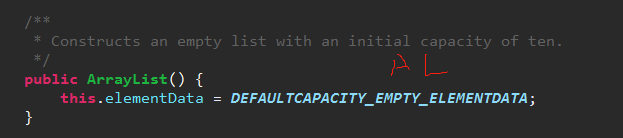 /**
* Constructs an empty list with an initial capacity of ten.
*/
A L
public ArrayList() {
this.elementData = DEFAULTCAPACITY_EMPTY_ELEMENTDATA;
}